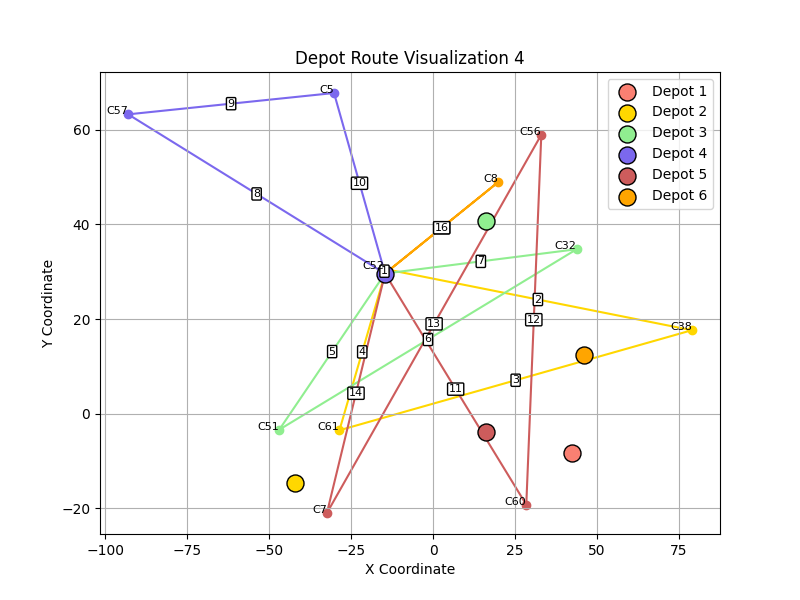 Depot Route Visualization 4
Depot 1
Depot 2
Depot 3
Depot 4
Depot 5
Depot 6
C5
C57
9
C56
C8
10
8
16
C32
C52
1
7
2
C38
12
13
6
5
4
3
11
14
C51
C61
C60
C7
60
40
20
0
−20
−100
−75
−50
−25
0
25
50
75
Y Coordinate
X Coordinate